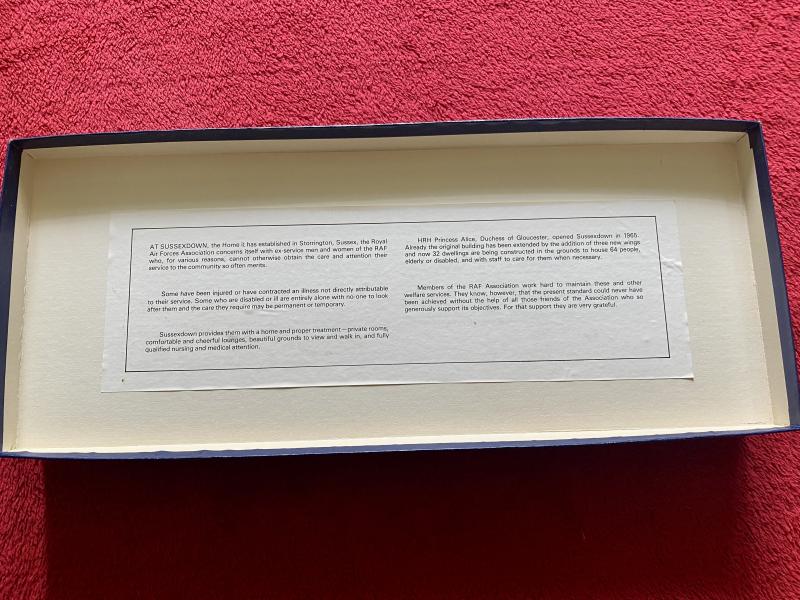 AT SUSSEXDOWN, the Home it has established in Storrington, Sussex, the Royal
Air Forces Association concerns itself with ex-service men and women of the RAF
who, for various reasons, cannot otherwise obtain the care and attention their
service to the community so often merits.
Some have been injured or have contracted an illness not directly attributable
to their service. Some who are disabled or ill are entirely alone with no-one to look
after them and the care they require may be permanent or temporary.
Sussexdown provides them with a home and proper treatment—private rooms,
comfortable and cheerful lounges, beautiful grounds to view and walk in, and fully
qualified nursing and medical attention.
HRH Princess Alice, Duchess of Gloucester, opened Sussexdown in 1965.
Already the original building has been extended by the addition of three new wings
and now 32 dwellings are being constructed in the grounds to house 64 people,
elderly or disabled, and with staff to care for them when necessary.
Members of the RAF Association work hard to maintain these and other
welfare services. They know, however, that the present standard could never have
been achieved without the help of all those friends of the Association who so
generously support its objectives. For that support they are very grateful.